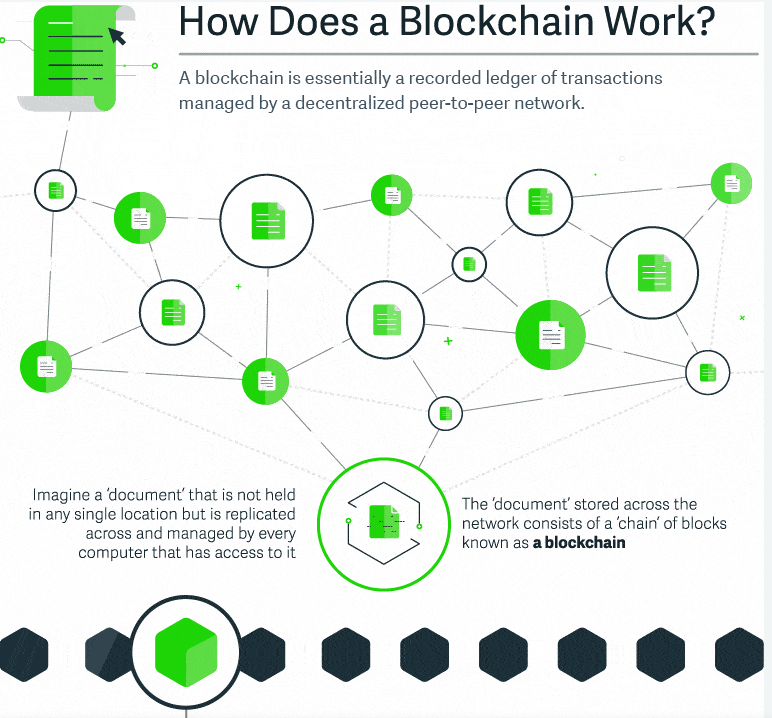 How Does a Blockchain Work?
A blockchain is essentially a recorded ledger of transactions
managed by a decentralized peer-to-peer network.
Imagine a 'document' that is not held
in any single location but is replicated
across and managed by every
computer that has access to it
The 'document' stored across the
network consists of a 'chain' of blocks
known as a blockchain